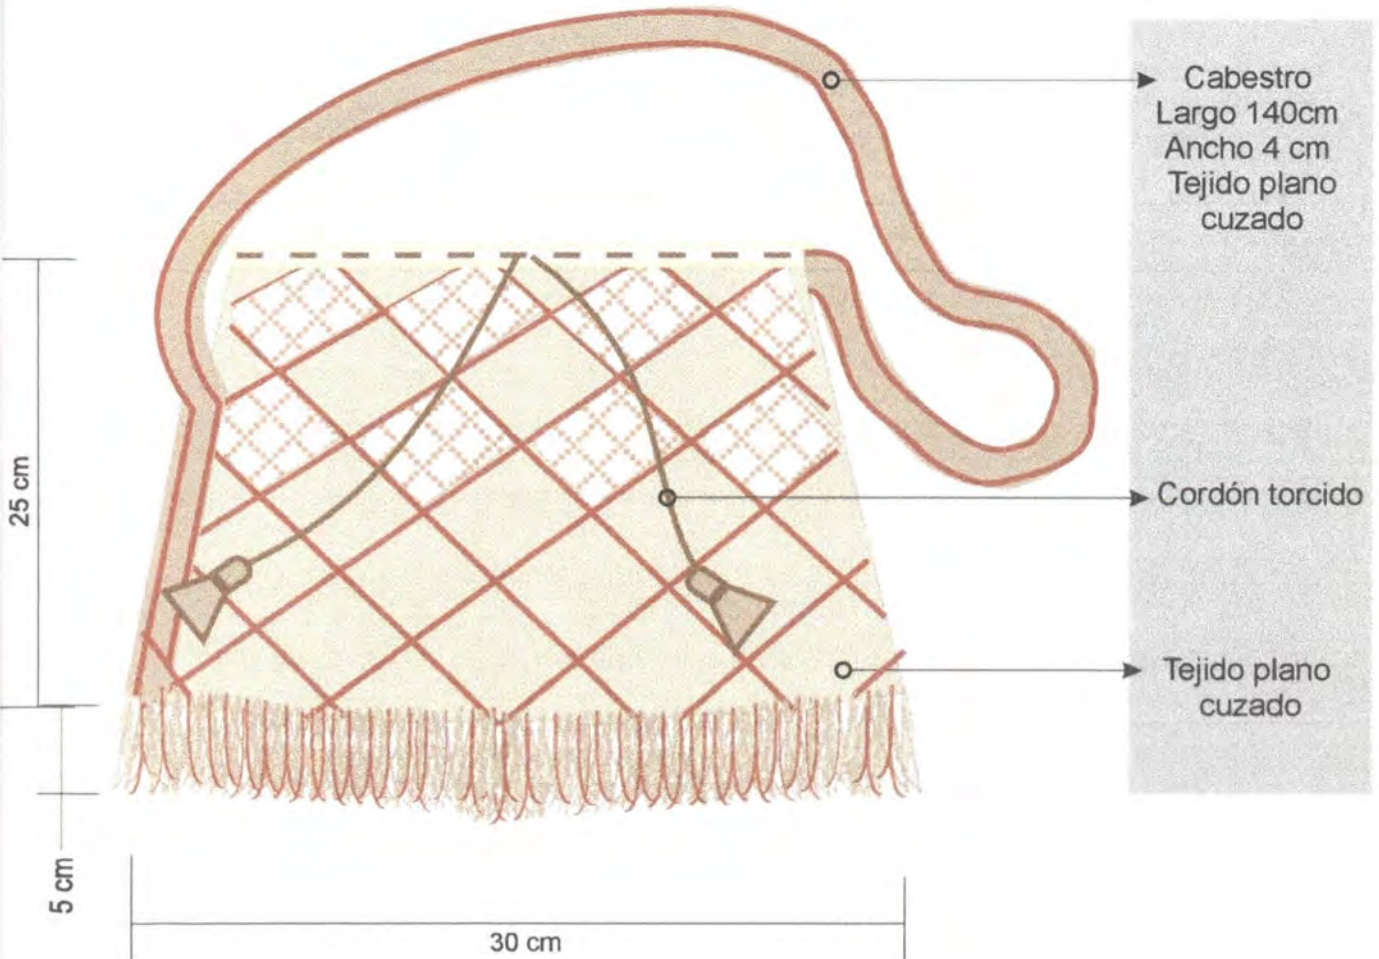 Cabestro
Largo 140cm
Ancho 4 cm
Tejido plano
cuzado
25 cm
Cordón torcido
Tejido plano
cuzado
5 cm
30 cm